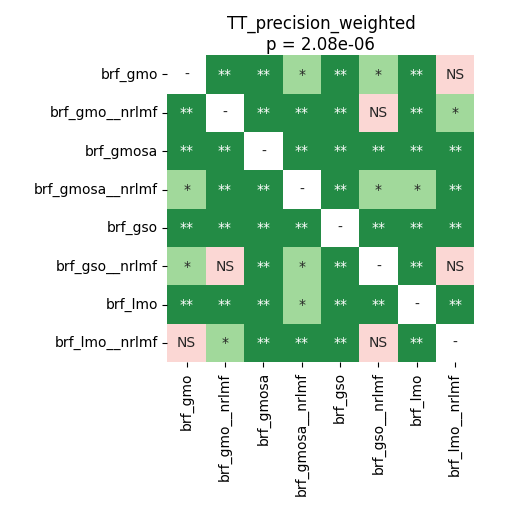 TT_precision_weighted
p = 2.08e-06
brf_gmo - ** ** * ** * ** NS
brf_gmo__nrlmf ** - ** ** ** NS ** *
brf_gmosa ** ** - ** ** ** ** **
brf_gmosa__nrlmf * ** ** - ** * * **
brf_gso ** ** ** ** - ** ** **
brf_gso__nrlmf * NS ** * ** - ** NS
brf_lmo ** ** ** * ** ** - **
brf_lmo__nrlmf NS * ** ** ** NS ** -
brf_gmo
brf_gmo__nrlmf
brf_gmosa
brf_gmosa__nrlmf
brf_gso
brf_gso__nrlmf
brf_lmo
brf_lmo__nrlmf